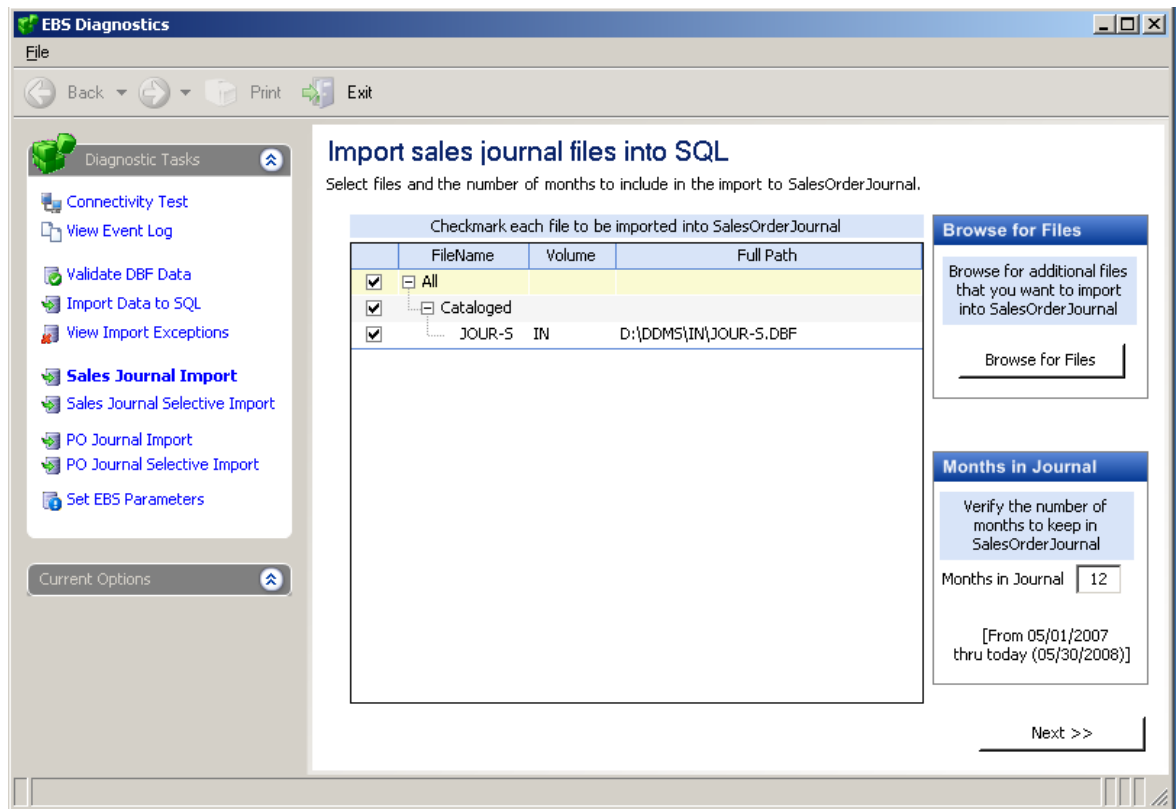 EBS Diagnostics
File
Back
Print
Exit
Diagnostic Tasks
Connectivity Test
View Event Log
Validate DBF Data
Import Data to SQL
View Import Exceptions
Sales Journal Import
Sales Journal Selective Import
PO Journal Import
PO Journal Selective Import
Set EBS Parameters
Current Options
Import sales journal files into SQL
Select files and the number of months to include in the import to SalesOrderJournal.
Checkmark each file to be imported into SalesOrderJournal
FileName Volume Full Path
All
Cataloged
JOUR-S IN D:\DDMS\IN\JOUR-S.DBF
Browse for Files
Browse for additional files
that you want to import
into SalesOrderJournal
Browse for Files
Months in Journal
Verify the number of
months to keep in
SalesOrderJournal
Months in Journal 12
[From 05/01/2007
thru today (05/30/2008)]
Next >>